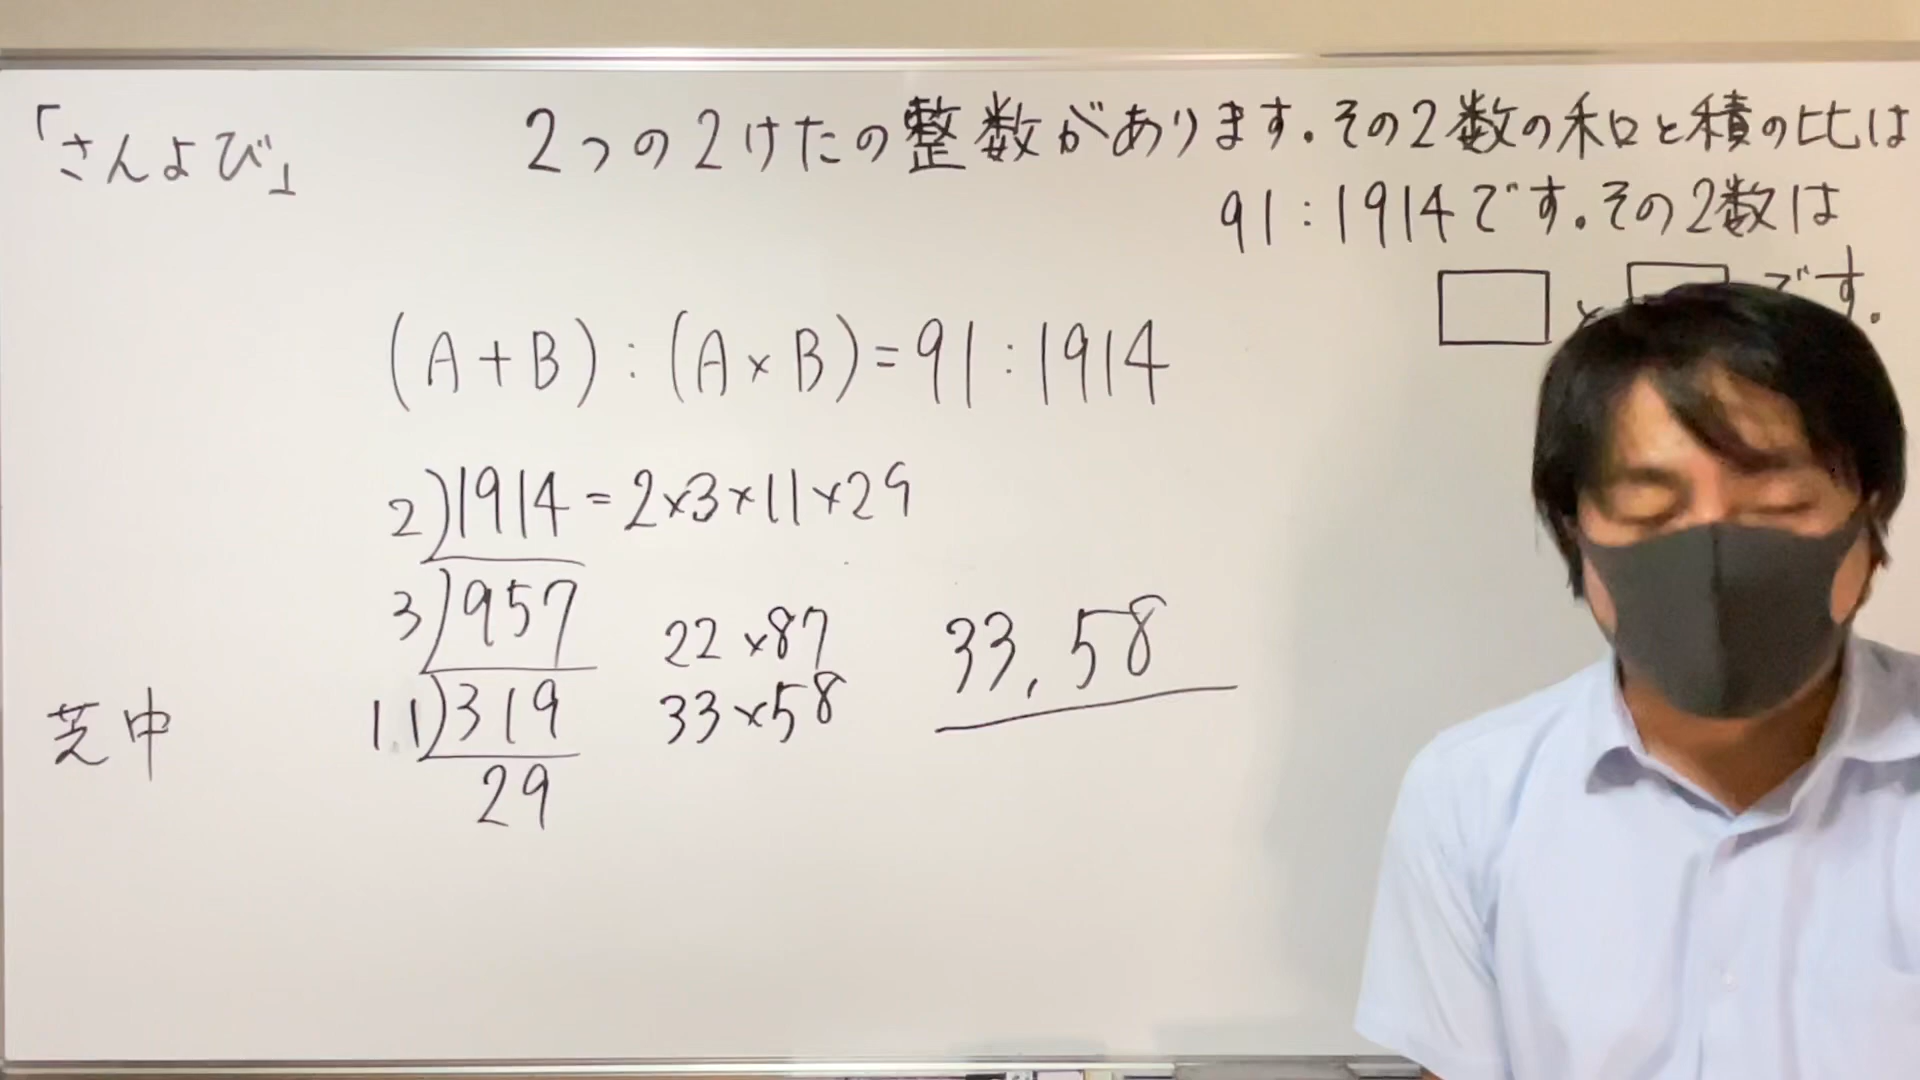 「さんよび」
2つの2けたの整数があります。その2数の和と積の比は
91:1914です。その2数は
□と□です。
(A+B):(A×B)=91:1914
2)1914=2×3×11×29
3)957
11)319
29
22×87
33×58
33,58
芝中